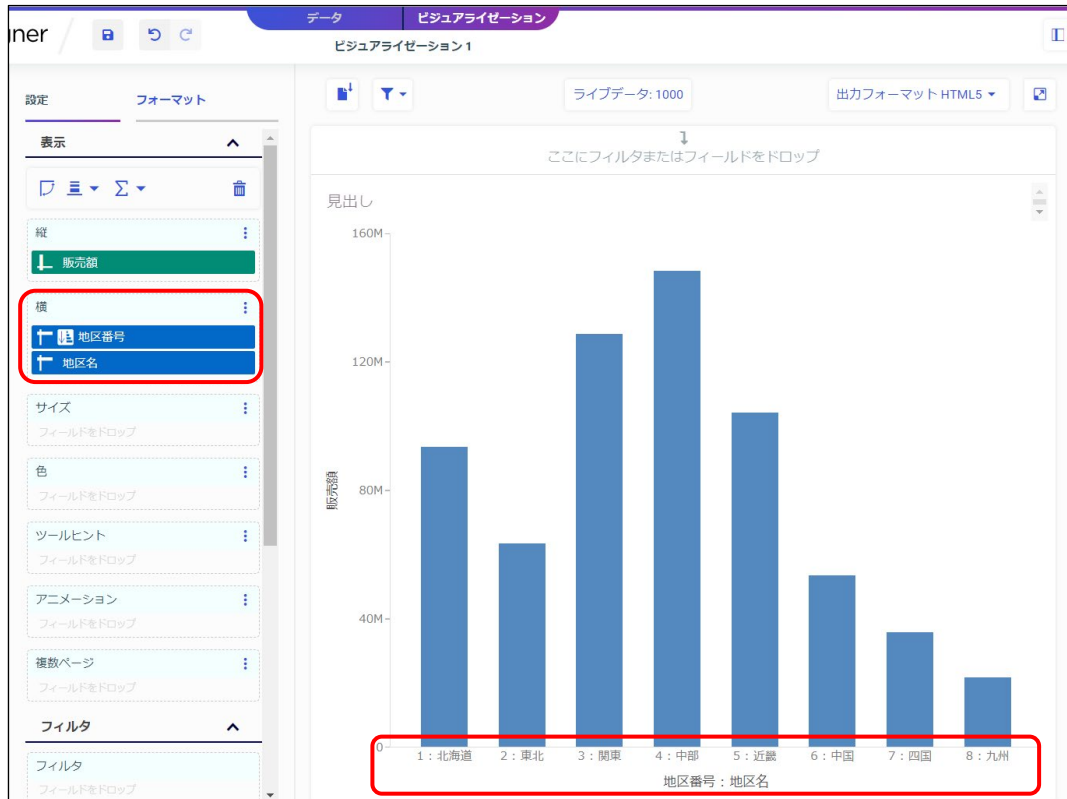 gner
データ
ビジュアライゼーション
ビジュアライゼーション 1
設定
フォーマット
ライブデータ: 1000
出力フォーマット HTML5
表示
ここにフィルタまたはフィールドをドロップ
見出し
縦
販売額
横
地区番号
地区名
サイズ
フィールドをドロップ
色
フィールドをドロップ
ツールヒント
フィールドをドロップ
アニメーション
フィールドをドロップ
複数ページ
フィールドをドロップ
フィルタ
フィルタ
フィールドをドロップ
160M
120M
80M
40M
0
販売額
1 : 北海道 2 : 東北 3 : 関東 4 : 中部 5 : 近畿 6 : 中国 7 : 四国 8 : 九州
地区番号 : 地区名